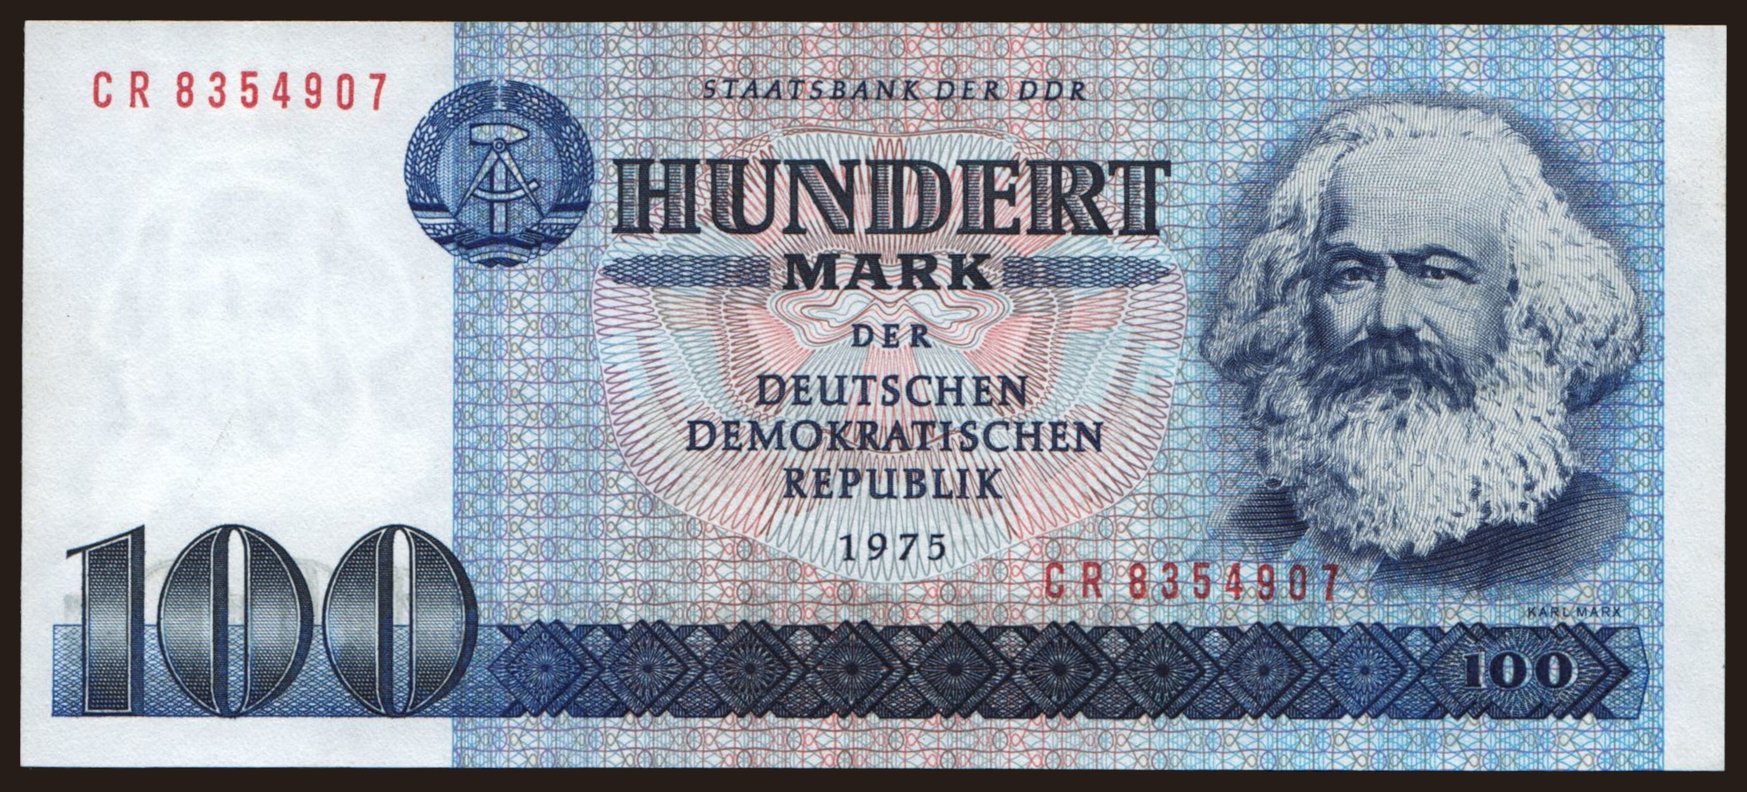 CR 8354907
STAATSBANK DER DDR
HUNDERT
MARK
DER
DEUTSCHEN
DEMOKRATISCHEN
REPUBLIK
1975
CR 8354907
KARL MARX
100
100